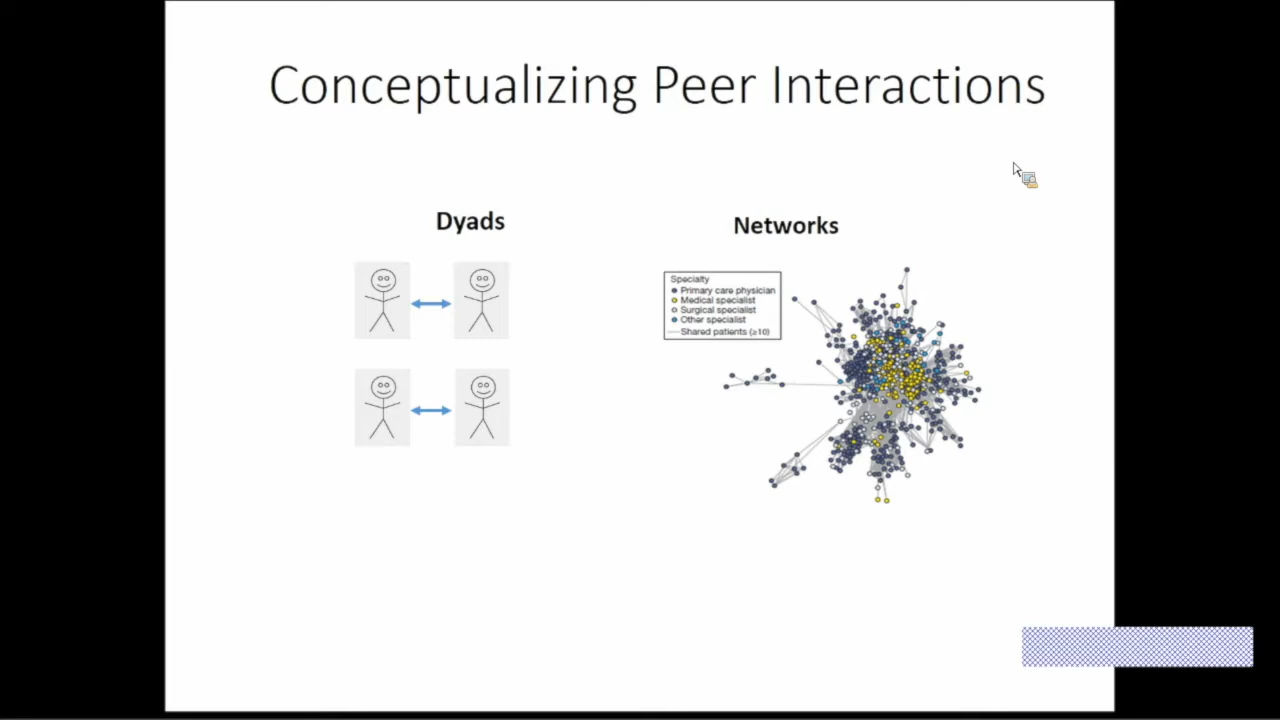 Conceptualizing Peer Interactions
Dyads
Networks
Specialty
Primary care physician
Medical specialist
Surgical specialist
Other specialist
Shared patients (≥10)